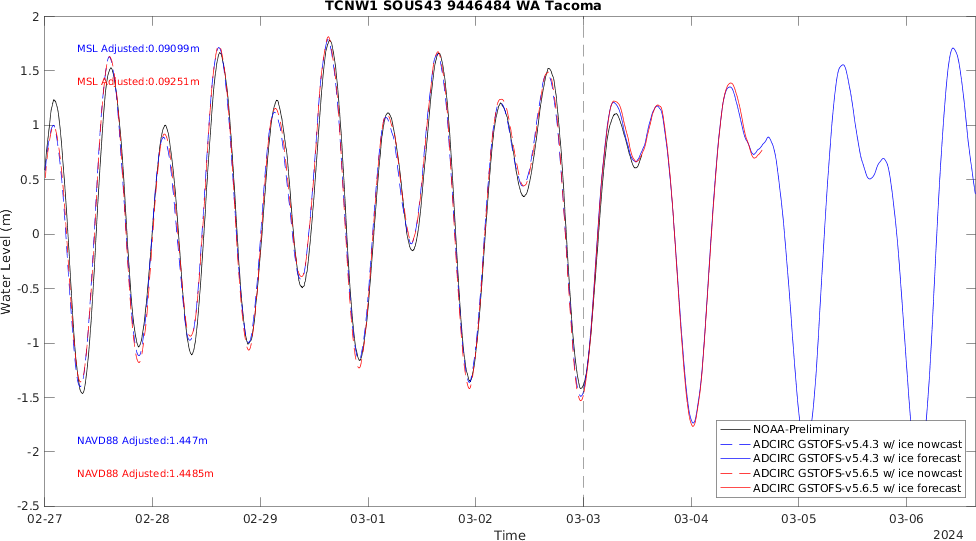 TCNW1 SOUS43 9446484 WA Tacoma
2
1.5
1
0.5
0
-0.5
-1
-1.5
-2
-2.5
Water Level (m)
MSL Adjusted:0.09099m
MSL Adjusted:0.09251m
NAVD88 Adjusted:1.447m
NAVD88 Adjusted:1.4485m
NOAA-Preliminary
ADCIRC GSTOFS-v5.4.3 w/ ice nowcast
ADCIRC GSTOFS-v5.4.3 w/ ice forecast
ADCIRC GSTOFS-v5.6.5 w/ ice nowcast
ADCIRC GSTOFS-v5.6.5 w/ ice forecast
02-27 02-28 02-29 03-01 03-02 03-03 03-04 03-05 03-06
Time
2024